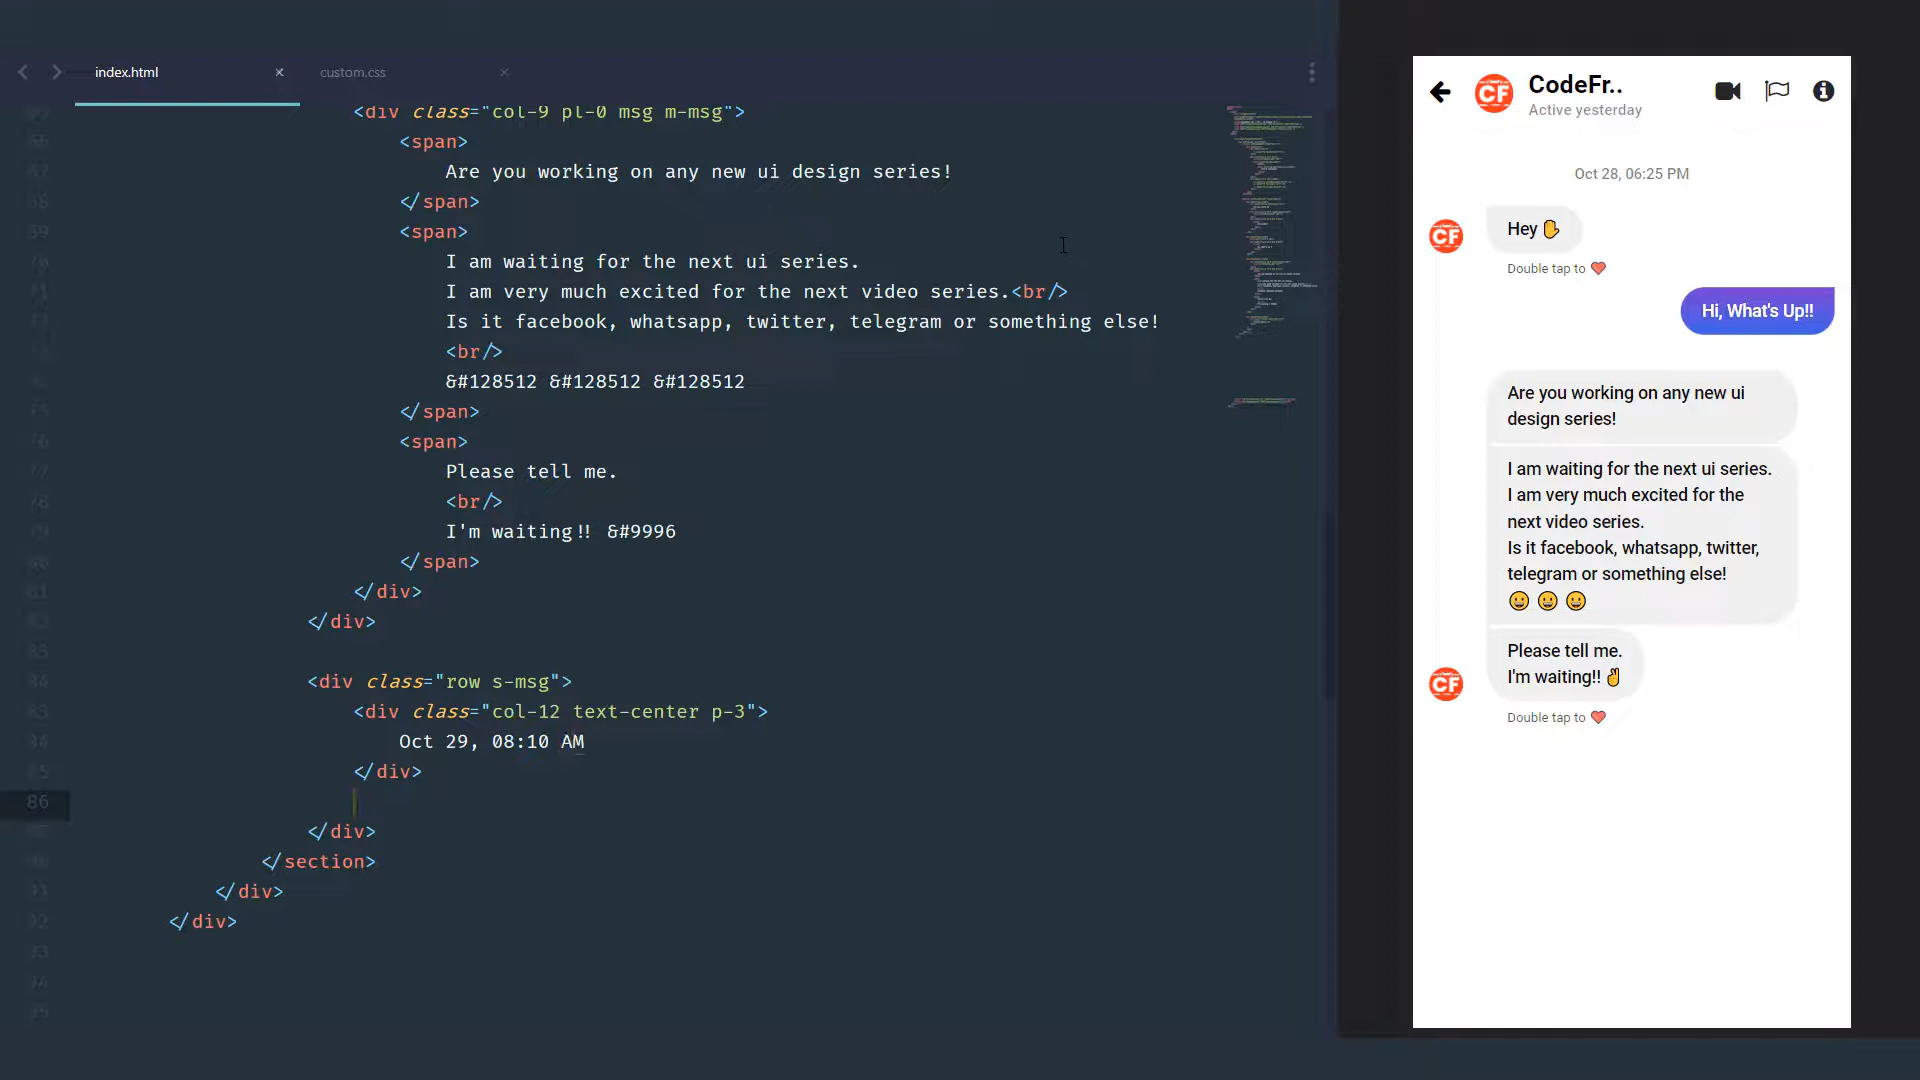 index.html
custom.css
<div class="col-9 pl-0 msg m-msg">
<span>
Are you working on any new ui design series!
</span>
<span>
I am waiting for the next ui series.
I am very much excited for the next video series.<br/>
Is it facebook, whatsapp, twitter, telegram or something else!
<br/>
&#128512 &#128512 &#128512
</span>
<span>
Please tell me.
<br/>
I'm waiting!! &#9996
</span>
</div>
</div>
<div class="row s-msg">
<div class="col-12 text-center p-3">
Oct 29, 08:10 AM
</div>
86
</div>
</section>
</div>
</div>
CodeFr..
Active yesterday
CF
Oct 28, 06:25 PM
Hey ✋
CF
Double tap to ❤
Hi, What's Up!!
Are you working on any new ui
design series!
I am waiting for the next ui series.
I am very much excited for the
next video series.
Is it facebook, whatsapp, twitter,
telegram or something else!
😀 😀 😀
Please tell me.
I'm waiting!! ✌
CF
Double tap to ❤